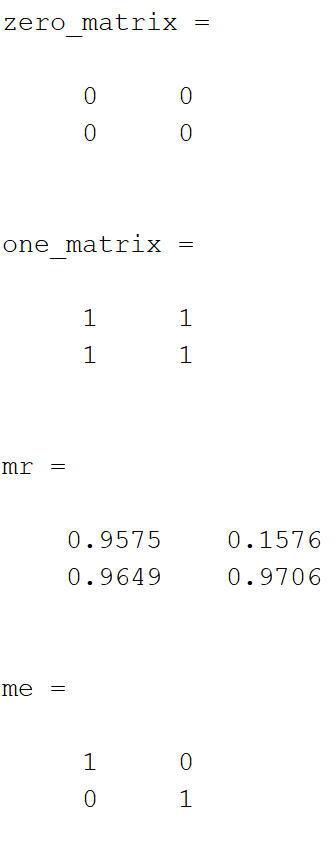 zero_matrix =
0 0
0 0
one_matrix =
1 1
1 1
mr =
0.9575 0.1576
0.9649 0.9706
me =
1 0
0 1